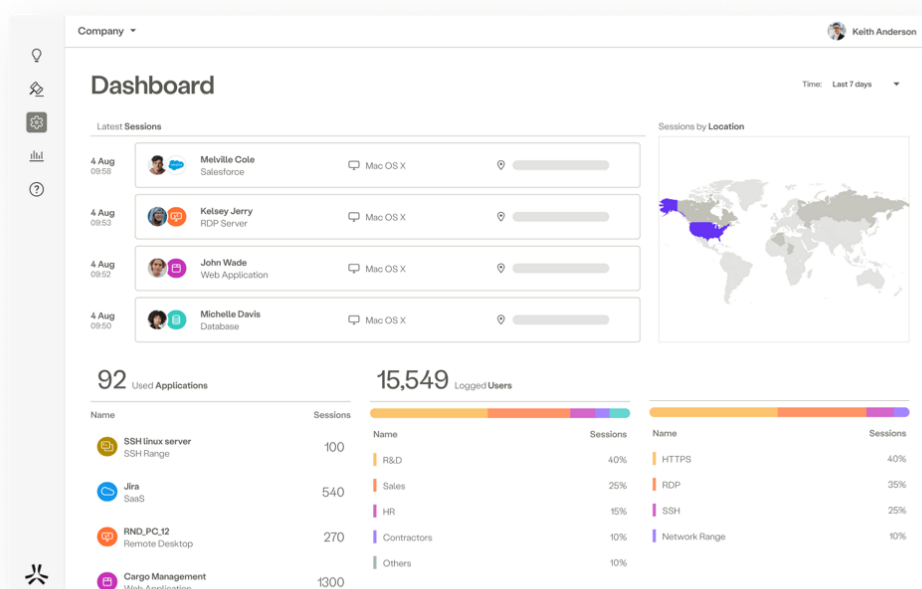 Company
Keith Anderson
Dashboard
Time: Last 7 days
Latest Sessions
Sessions by Location
4 Aug
09:58
Melville Cole
Salesforce
Mac OS X
4 Aug
09:53
Kelsey Jerry
RDP Server
Mac OS X
4 Aug
09:52
John Wade
Web Application
Mac OS X
4 Aug
09:50
Michelle Davis
Database
Mac OS X
92 Used Applications
Name Sessions
SSH linux server
SSH Range
100
Jira
SaaS
540
RND_PC_12
Remote Desktop
270
Cargo Management
Web Application
1300
15,549 Logged Users
Name Sessions
R&D 40%
Sales 25%
HR 15%
Contractors 10%
Others 10%
Name Sessions
HTTPS 40%
RDP 35%
SSH 25%
Network Range 10%